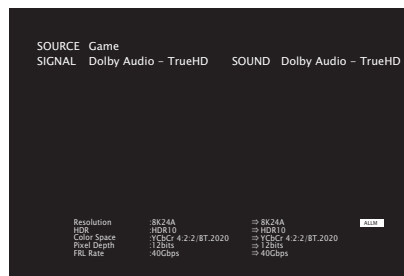 SOURCE Game
SIGNAL Dolby Audio – TrueHD SOUND Dolby Audio – TrueHD
Resolution :8K24A ⇒ 8K24A ALLM
HDR :HDR10 ⇒ HDR10
Color Space :YCbCr 4:2:2/BT.2020 ⇒ YCbCr 4:2:2/BT.2020
Pixel Depth :12bits ⇒ 12bits
FRL Rate :40Gbps ⇒ 40Gbps